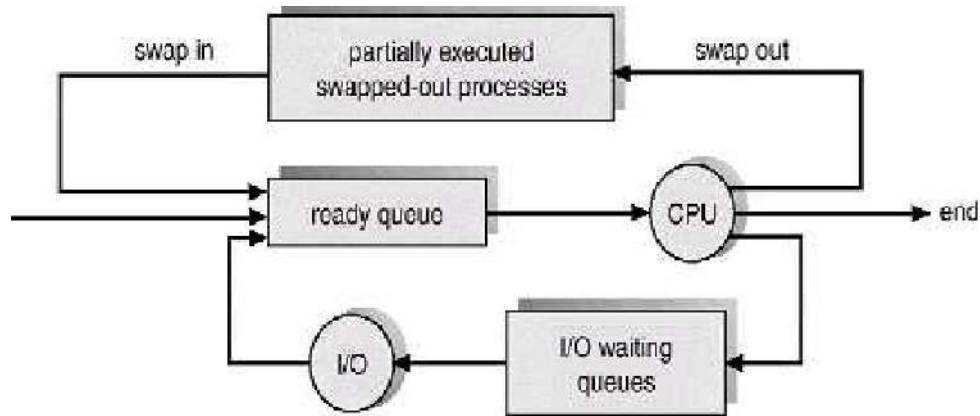 swap in
partially executed
swapped-out processes
swap out
ready queue
CPU
end
I/O
I/O waiting
queues